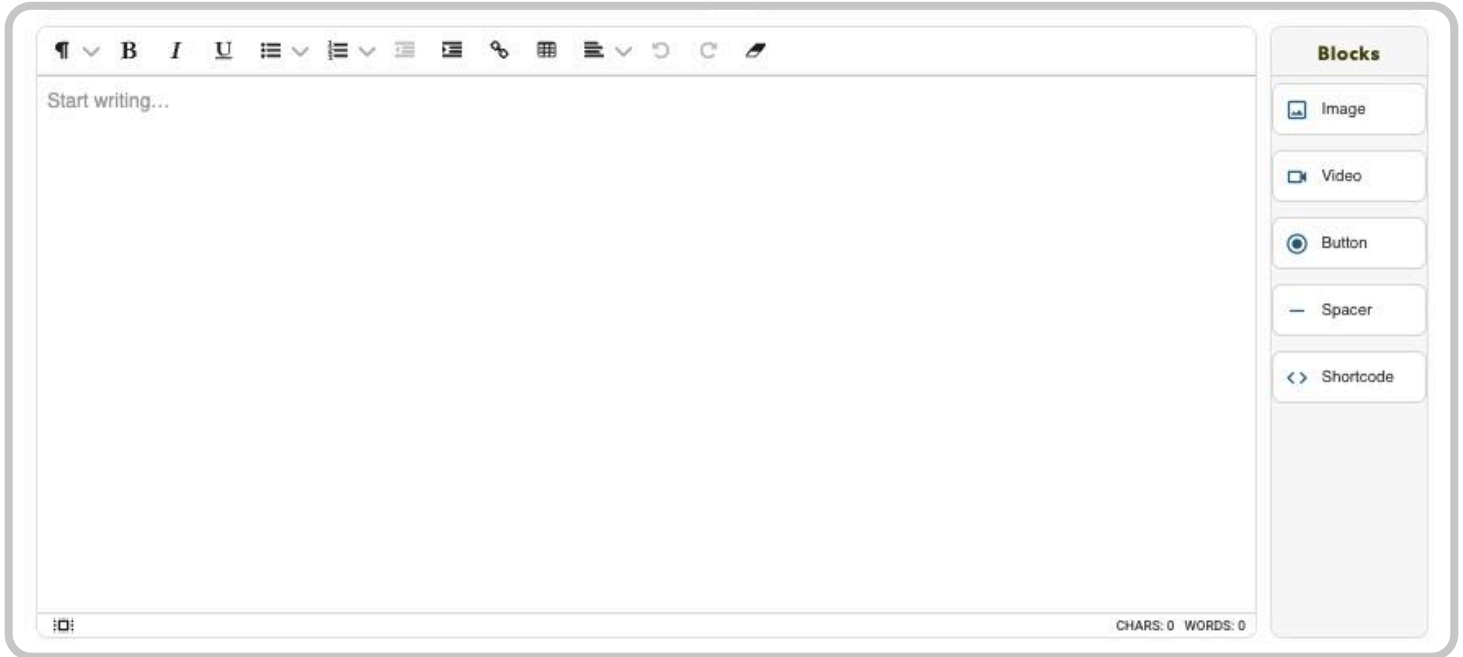 ¶ B I U
Start writing...
CHARS: 0 WORDS: 0
Blocks
Image
Video
Button
Spacer
Shortcode